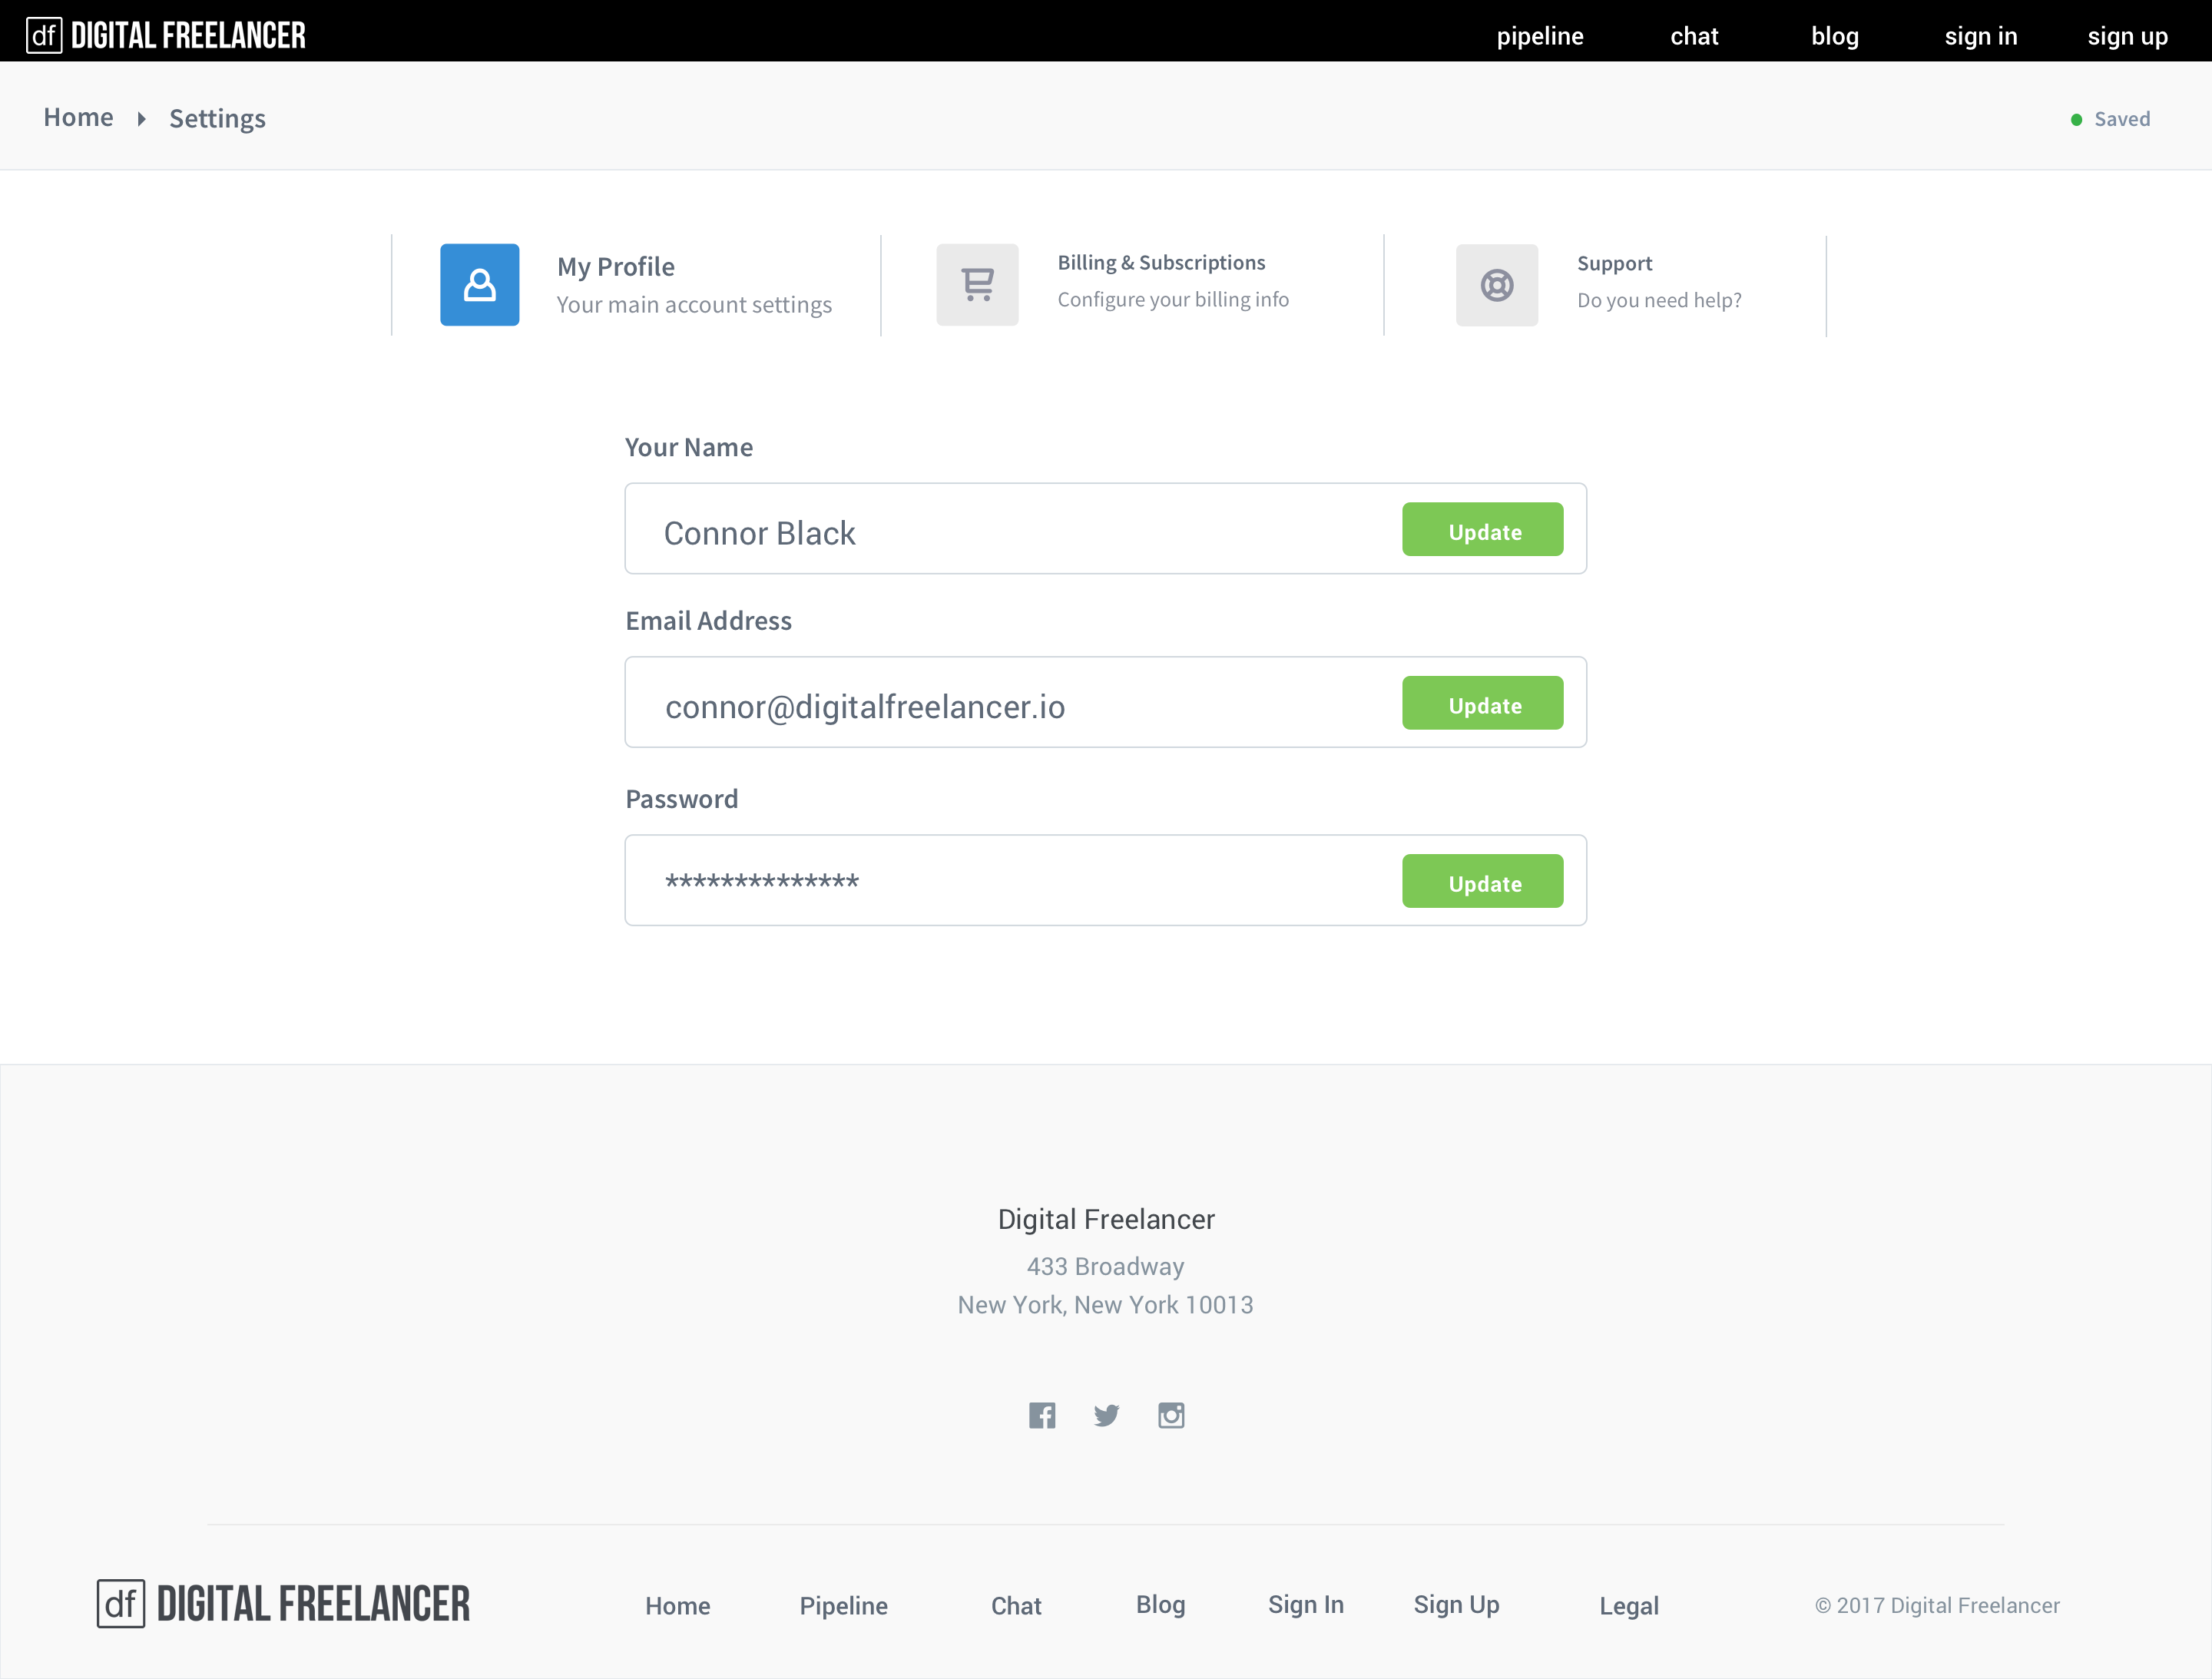 df DIGITAL FREELANCER pipeline chat blog sign in sign up
Home Settings Saved
My Profile
Your main account settings
Billing & Subscriptions
Configure your billing info
Support
Do you need help?
Your Name
Connor Black Update
Email Address
connor@digitalfreelancer.io Update
Password
************** Update
Digital Freelancer
433 Broadway
New York, New York 10013
df DIGITAL FREELANCER Home Pipeline Chat Blog Sign In Sign Up Legal © 2017 Digital Freelancer